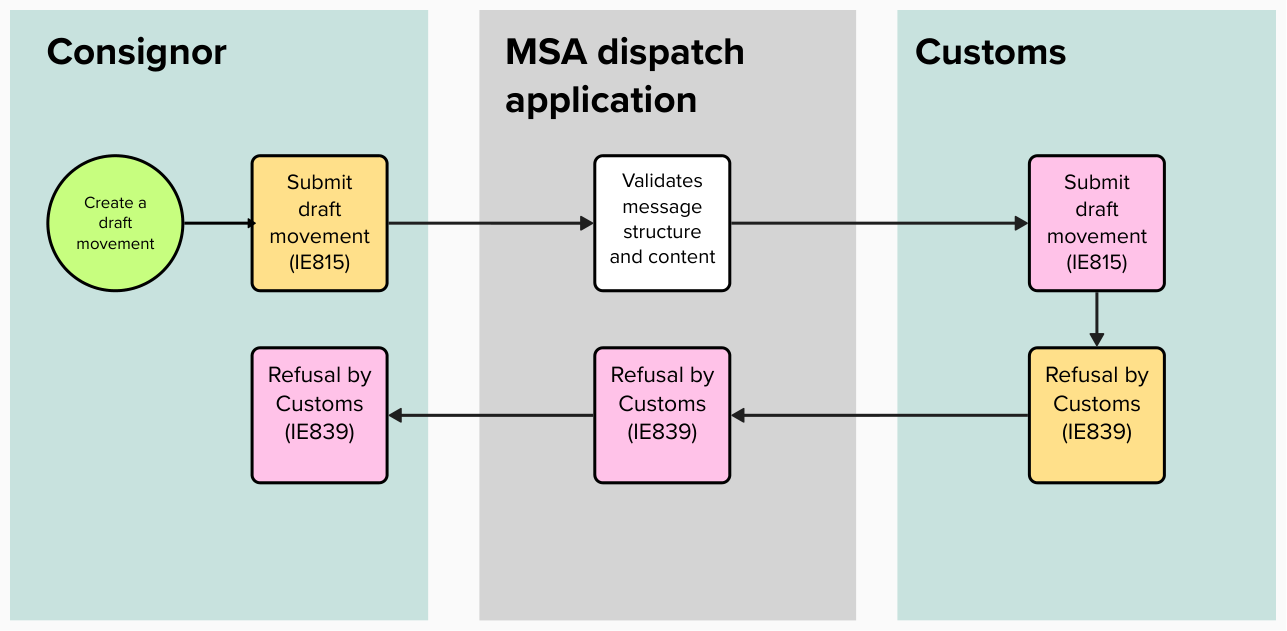 Consignor
MSA dispatch
application
Customs
Create a
draft
movement
Submit
draft
movement
(IE815)
Validates
message
structure
and content
Submit
draft
movement
(IE815)
Refusal by
Customs
(IE839)
Refusal by
Customs
(IE839)
Refusal by
Customs
(IE839)